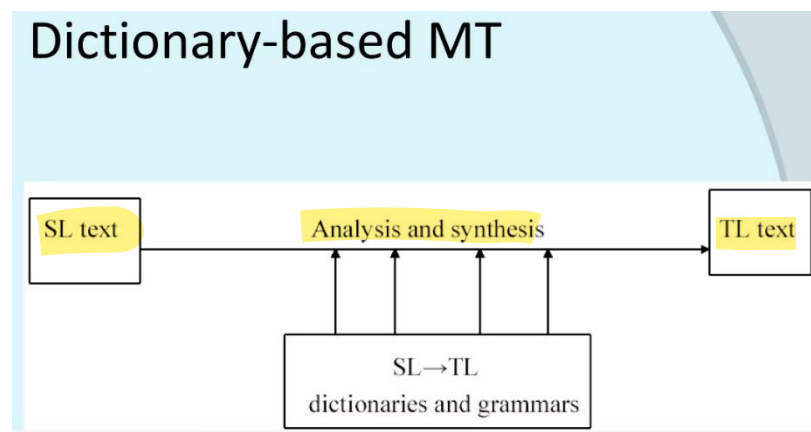 Dictionary-based MT
SL text
Analysis and synthesis
TL text
SL→TL
dictionaries and grammars